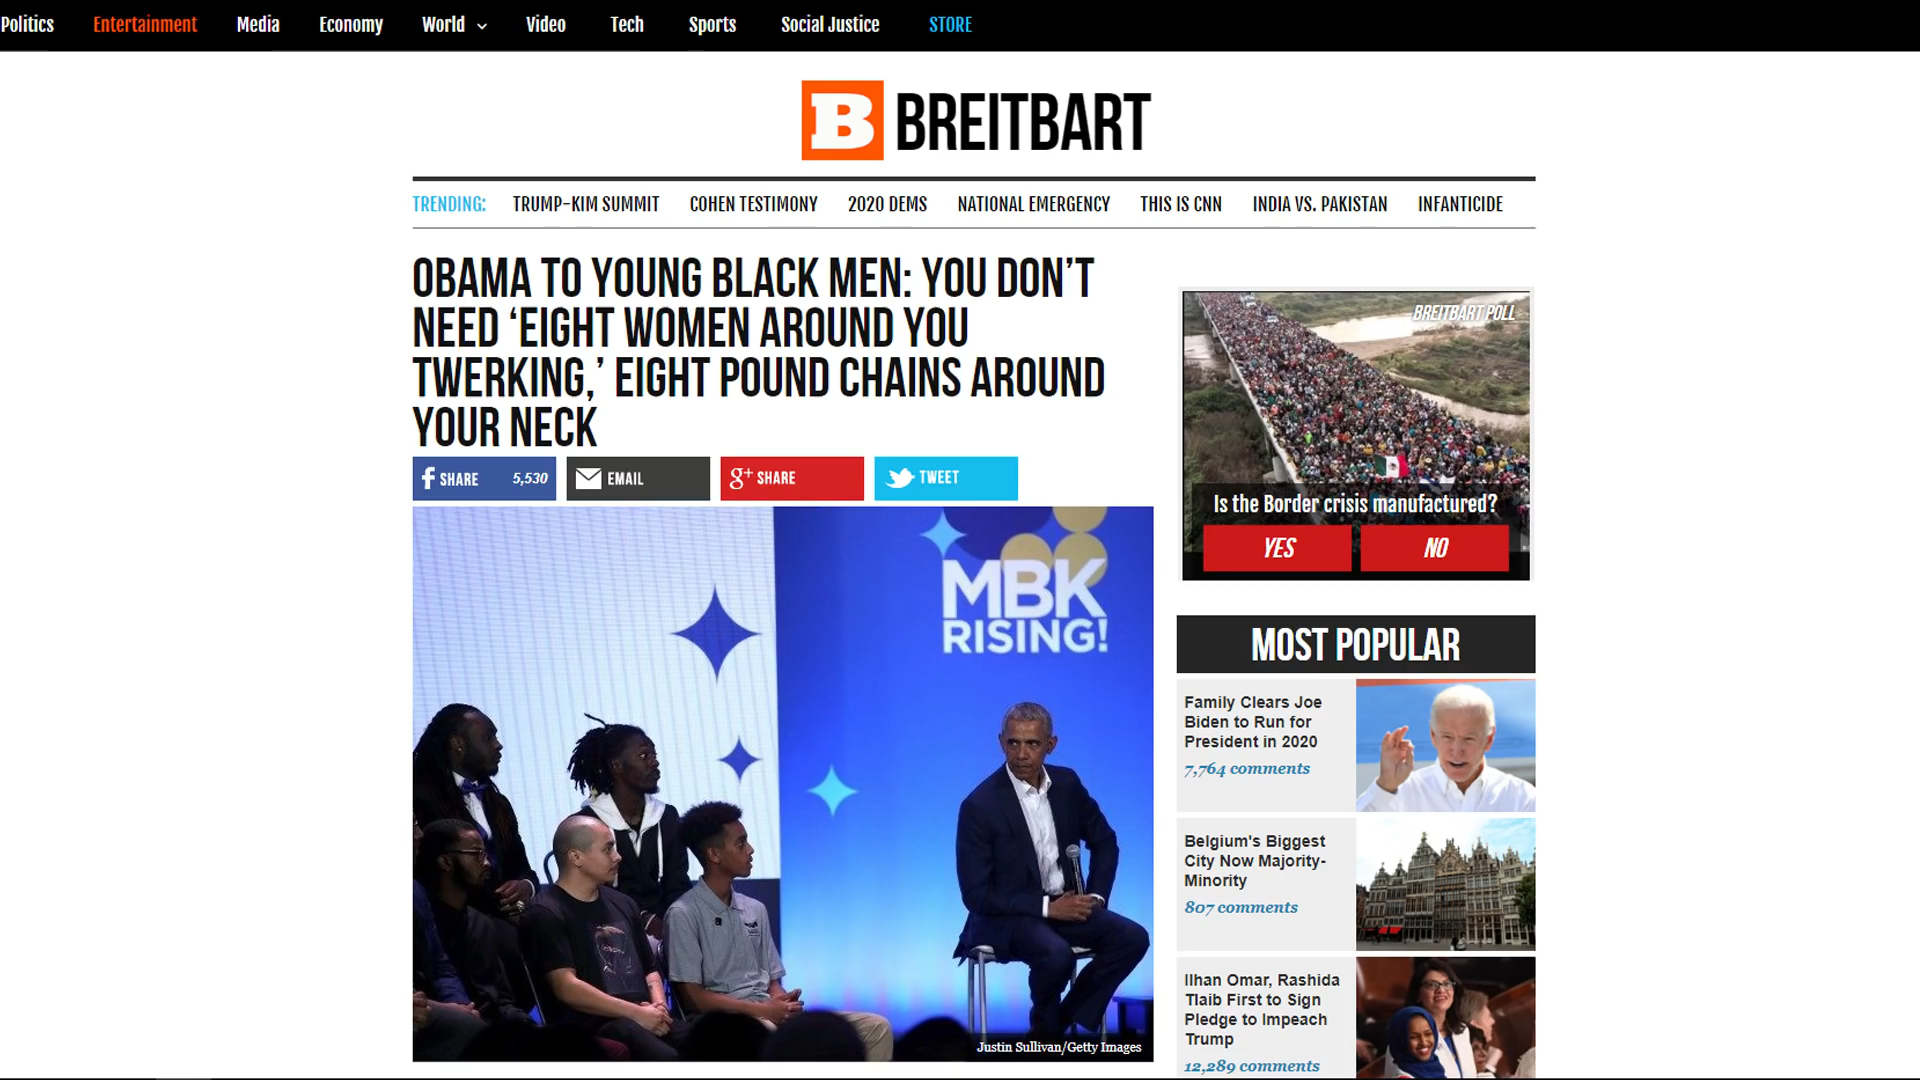 Politics Entertainment Media Economy World Video Tech Sports Social Justice STORE
B BREITBART
TRENDING: TRUMP-KIM SUMMIT COHEN TESTIMONY 2020 DEMS NATIONAL EMERGENCY THIS IS CNN INDIA VS. PAKISTAN INFANTICIDE
OBAMA TO YOUNG BLACK MEN: YOU DON’T
NEED ‘EIGHT WOMEN AROUND YOU
TWERKING,’ EIGHT POUND CHAINS AROUND
YOUR NECK
f SHARE 5,530 EMAIL g+ SHARE TWEET
MBK
RISING!
Justin Sullivan/Getty Images
BREITBART POLL
Is the Border crisis manufactured?
YES NO
MOST POPULAR
Family Clears Joe
Biden to Run for
President in 2020
7,764 comments
Belgium's Biggest
City Now Majority-
Minority
807 comments
Ilhan Omar, Rashida
Tlaib First to Sign
Pledge to Impeach
Trump
12,289 comments